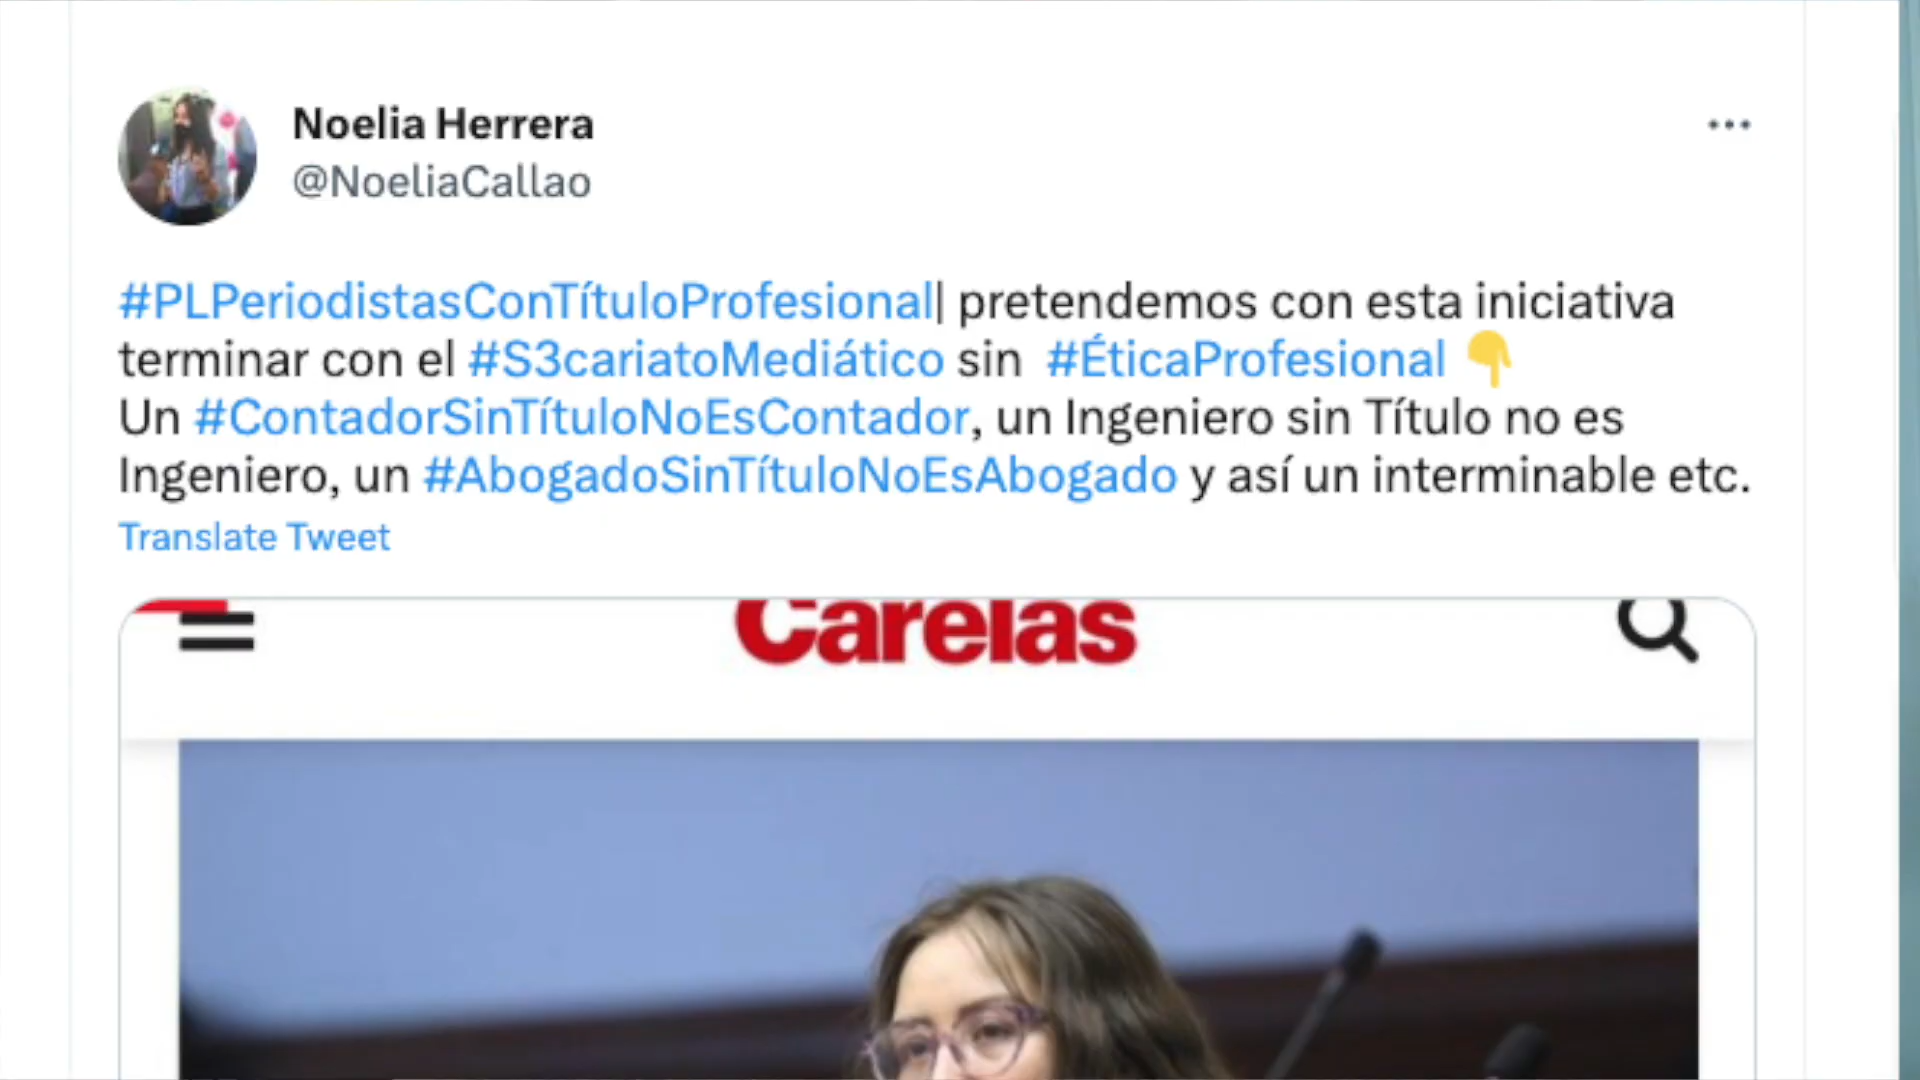 Noelia Herrera
@NoeliaCallao
#PLPeriodistasConTítuloProfesional| pretendemos con esta iniciativa
terminar con el #S3cariatoMediático sin #ÉticaProfesional 👇
Un #ContadorSinTítuloNoEsContador, un Ingeniero sin Título no es
Ingeniero, un #AbogadoSinTítuloNoEsAbogado y así un interminable etc.
Translate Tweet
Caretas